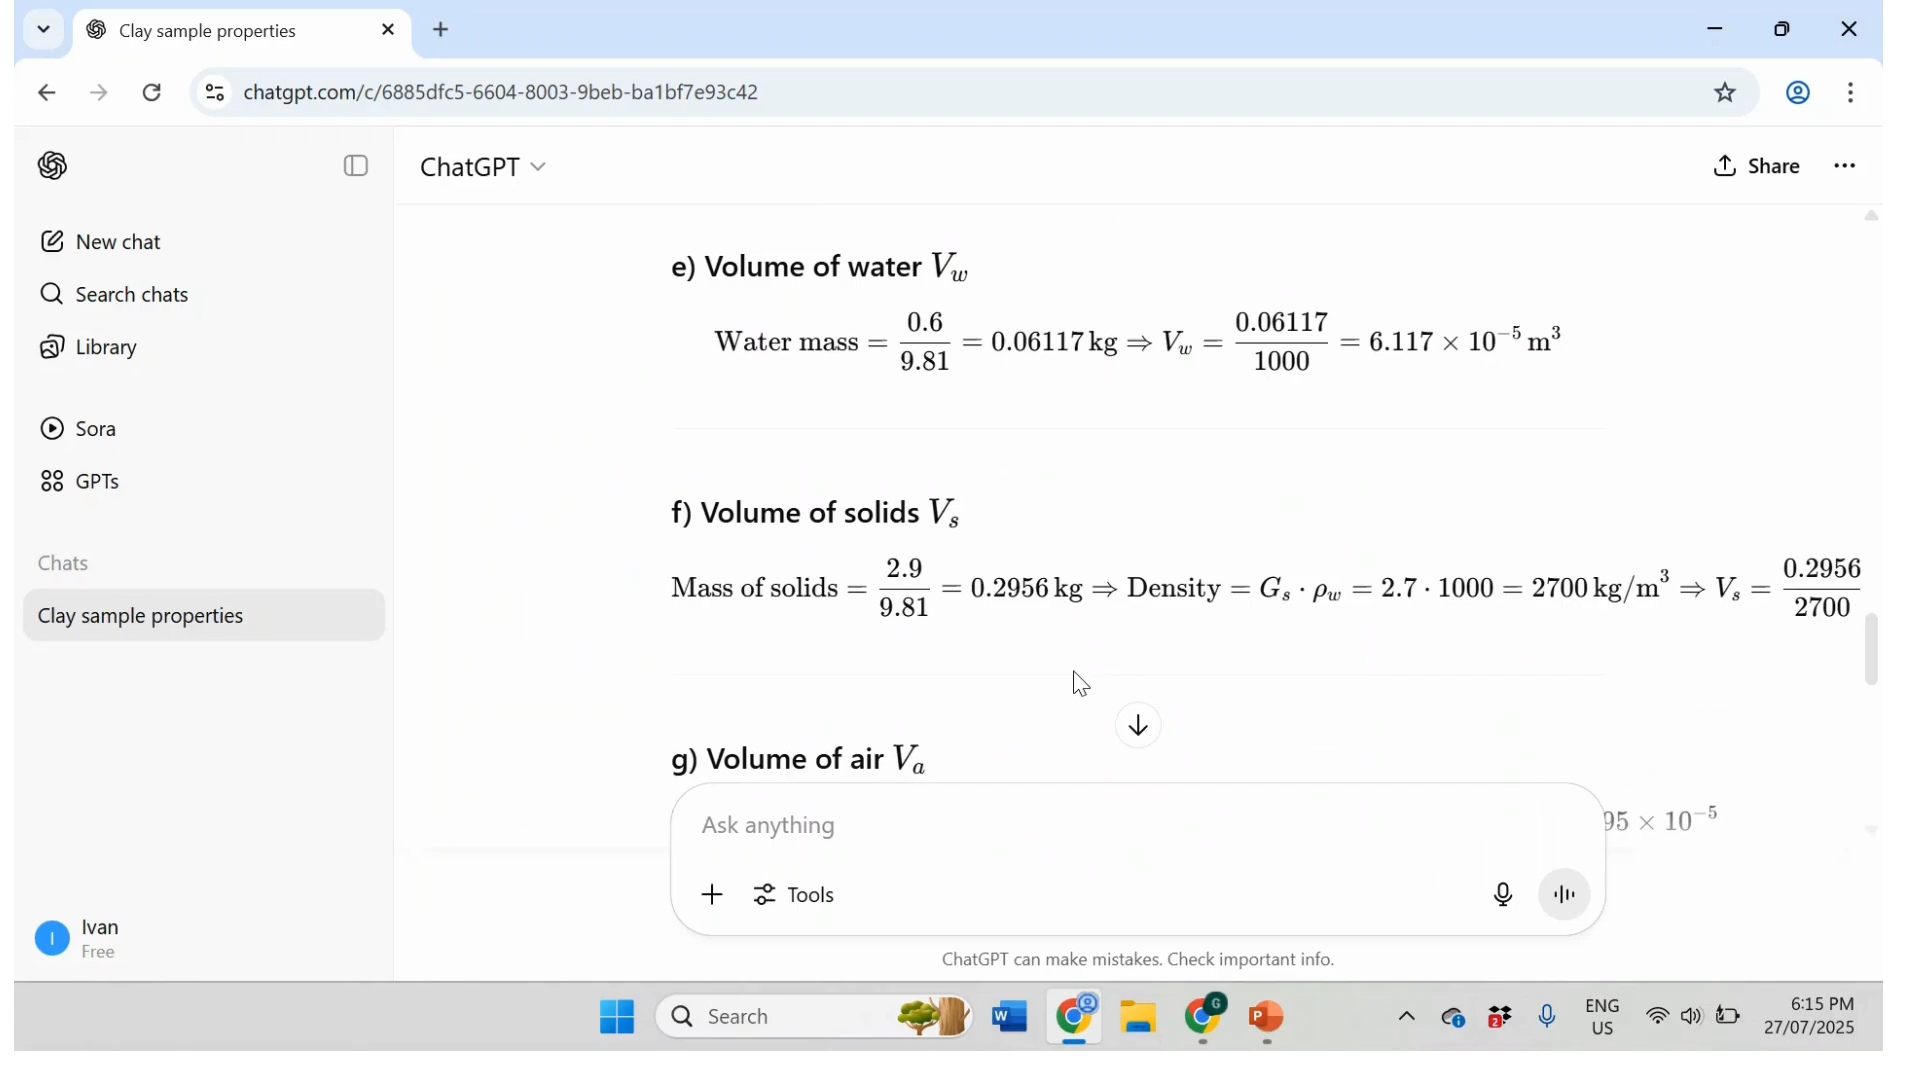 Clay sample properties
chatgpt.com/c/6885dfc5-6604-8003-9beb-ba1bf7e93c42
ChatGPT
Share
New chat
Search chats
Library
Sora
GPTs
Chats
Clay sample properties
Ivan
Free
e) Volume of water V_w
Water mass = 0.6/9.81 = 0.06117 kg ⇒ V_w = 0.06117/1000 = 6.117 × 10⁻⁵ m³
f) Volume of solids V_s
Mass of solids = 2.9/9.81 = 0.2956 kg ⇒ Density = G_s · ρ_w = 2.7 · 1000 = 2700 kg/m³ ⇒ V_s = 0.2956/2700
g) Volume of air V_a
95 × 10⁻⁵
Ask anything
Tools
ChatGPT can make mistakes. Check important info.
Search
ENG
US
6:15 PM
27/07/2025
I
W
G
P
2